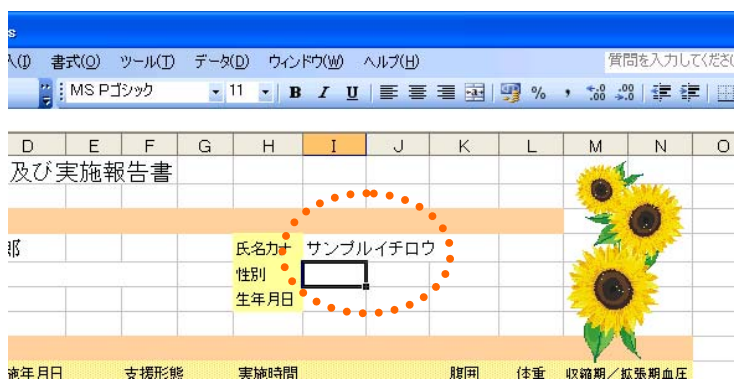 s
入(I) 書式(O) ツール(T) データ(D) ウィンドウ(W) ヘルプ(H) 質問を入力してくださ
MS Pゴシック 11 B I U % ,
D E F G H I J K L M N O
及び実施報告書
郎 氏名カナ サンプルイチロウ
性別
生年月日
施年月日 支援形態 実施時間 腹囲 体重 収縮期／拡張期血圧